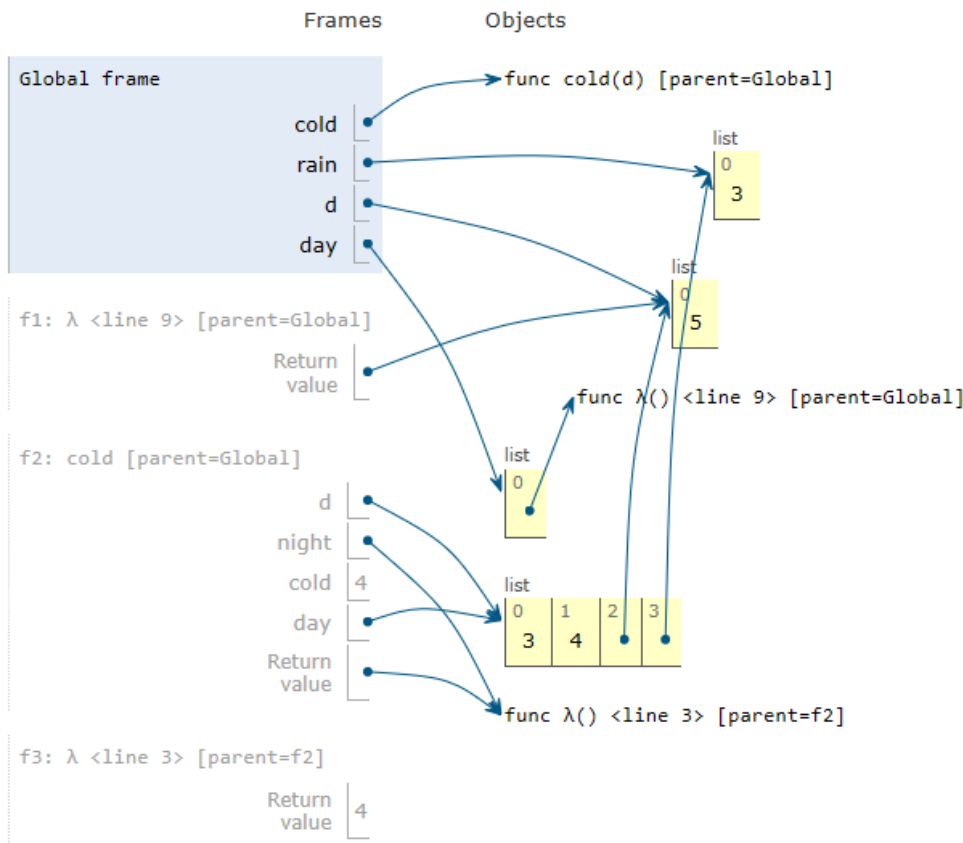 Frames Objects
Global frame
func cold(d) [parent=Global]
cold
list
rain
0
3
d
day
list
0
5
f1: λ <line 9> [parent=Global]
Return
value
func λ() <line 9> [parent=Global]
f2: cold [parent=Global]
list
0
d
night
cold 4
list
day
0 1 2 3
3 4
Return
value
func λ() <line 3> [parent=f2]
f3: λ <line 3> [parent=f2]
Return
value
4